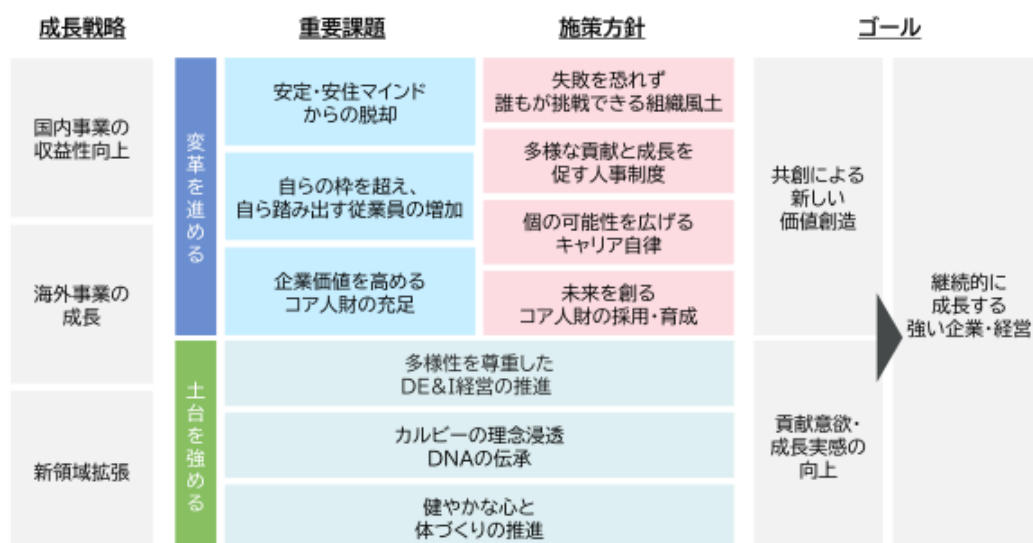 成長戦略
重要課題
施策方針
ゴール
国内事業の
収益性向上
海外事業の
成長
新領域拡張
変革を進める
安定・安住マインド
からの脱却
自らの枠を超え、
自ら踏み出す従業員の増加
企業価値を高める
コア人財の充足
失敗を恐れず
誰もが挑戦できる組織風土
多様な貢献と成長を
促す人事制度
個の可能性を広げる
キャリア自律
未来を創る
コア人財の採用・育成
土台を強める
多様性を尊重した
DE&I経営の推進
カルビーの理念浸透
DNAの伝承
健やかな心と
体づくりの推進
共創による
新しい
価値創造
貢献意欲・
成長実感の
向上
継続的に
成長する
強い企業・経営